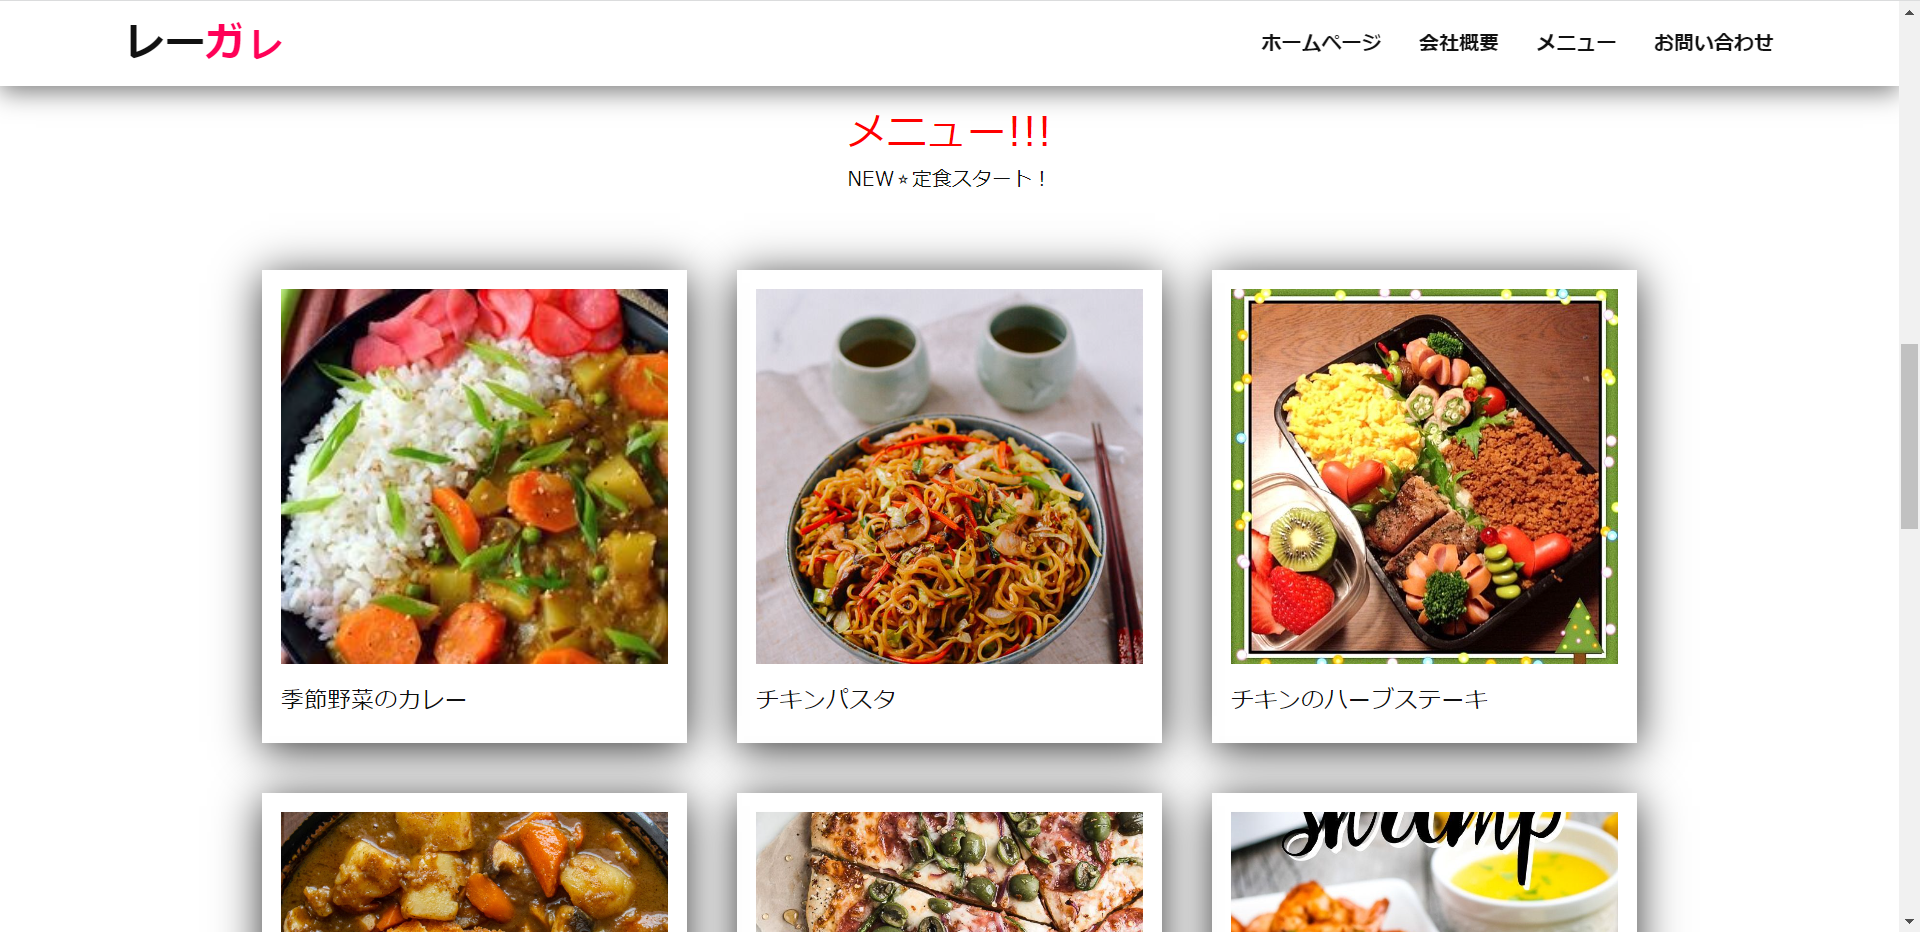 レーガレ
ホームページ 会社概要 メニュー お問い合わせ
メニュー!!!
NEW⭐定食スタート！
季節野菜のカレー
チキンパスタ
チキンのハーブステーキ
shrimp